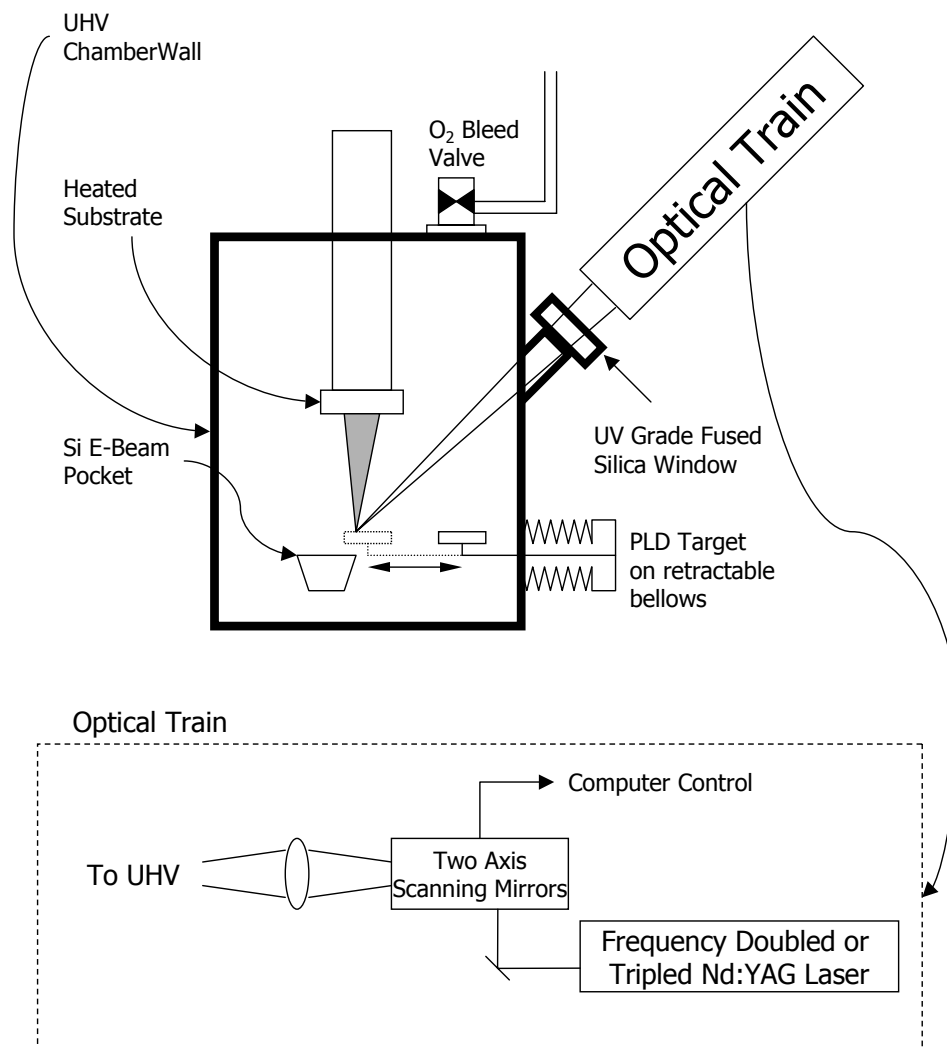 UHV
ChamberWall
O₂ Bleed
Valve
Optical Train
Heated
Substrate
Si E-Beam
Pocket
UV Grade Fused
Silica Window
PLD Target
on retractable
bellows
Optical Train
Computer Control
To UHV
Two Axis
Scanning Mirrors
Frequency Doubled or
Tripled Nd:YAG Laser